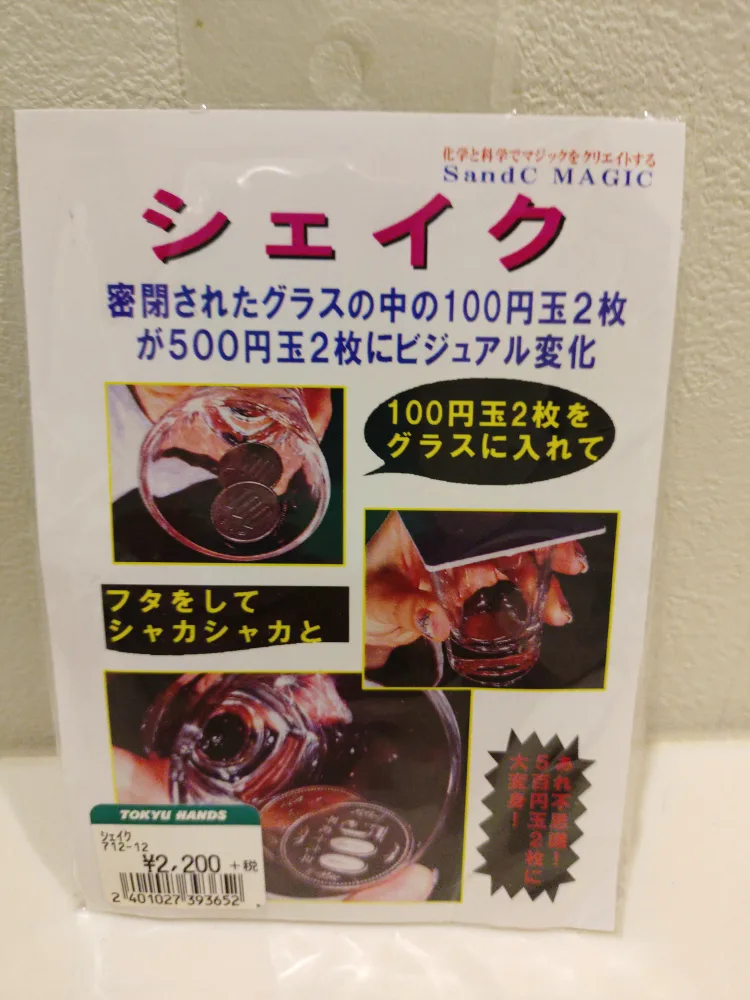 化学と科学でマジックをクリエイトする
SandC MAGIC
シェイク
密閉されたグラスの中の100円玉2枚
が500円玉2枚にビジュアル変化
100円玉2枚を
グラスに入れて
フタをして
シャカシャカと
あれ不思議!
5百円玉2枚に
大変身!
TOKYU HANDS
シェイク
712-12
¥2,200 +税
2 401027 393652